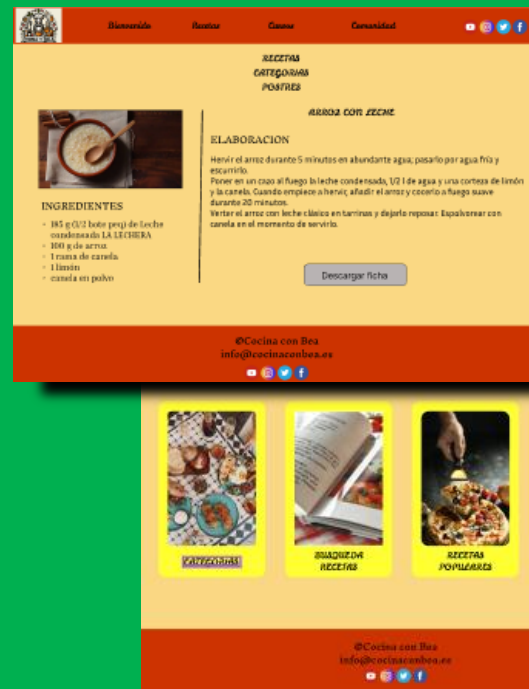 Bienvenido Recetas Conoce Comunidad
RECETAS
CATEGORIAS
POSTRES
ARROZ CON LECHE
ELABORACION
Hervir el arroz durante 5 minutos en abundante agua; pasarlo por agua fría y
escurrirlo.
Poner en un cazo al fuego la leche condensada, 1/2 l de agua y una corteza de limón
y la canela. Cuando empiece a hervir, añadir el arroz y cocerlo a fuego suave
durante 20 minutos.
Verter el arroz con leche clásico en tarrinas y dejarlo reposar. Espolvorear con
canela en el momento de servirlo.
INGREDIENTES
185 g (1/2 bote peq) de Leche
condensada LA LECHERA
100 g de arroz
1 rama de canela
1 limón
canela en polvo
Descargar ficha
©Cocina con Bea
info@cocinaconbea.es
CATEGORIAS
BUSQUEDA
RECETAS
RECETAS
POPULARES
©Cocina con Bea
info@cocinaconbea.es